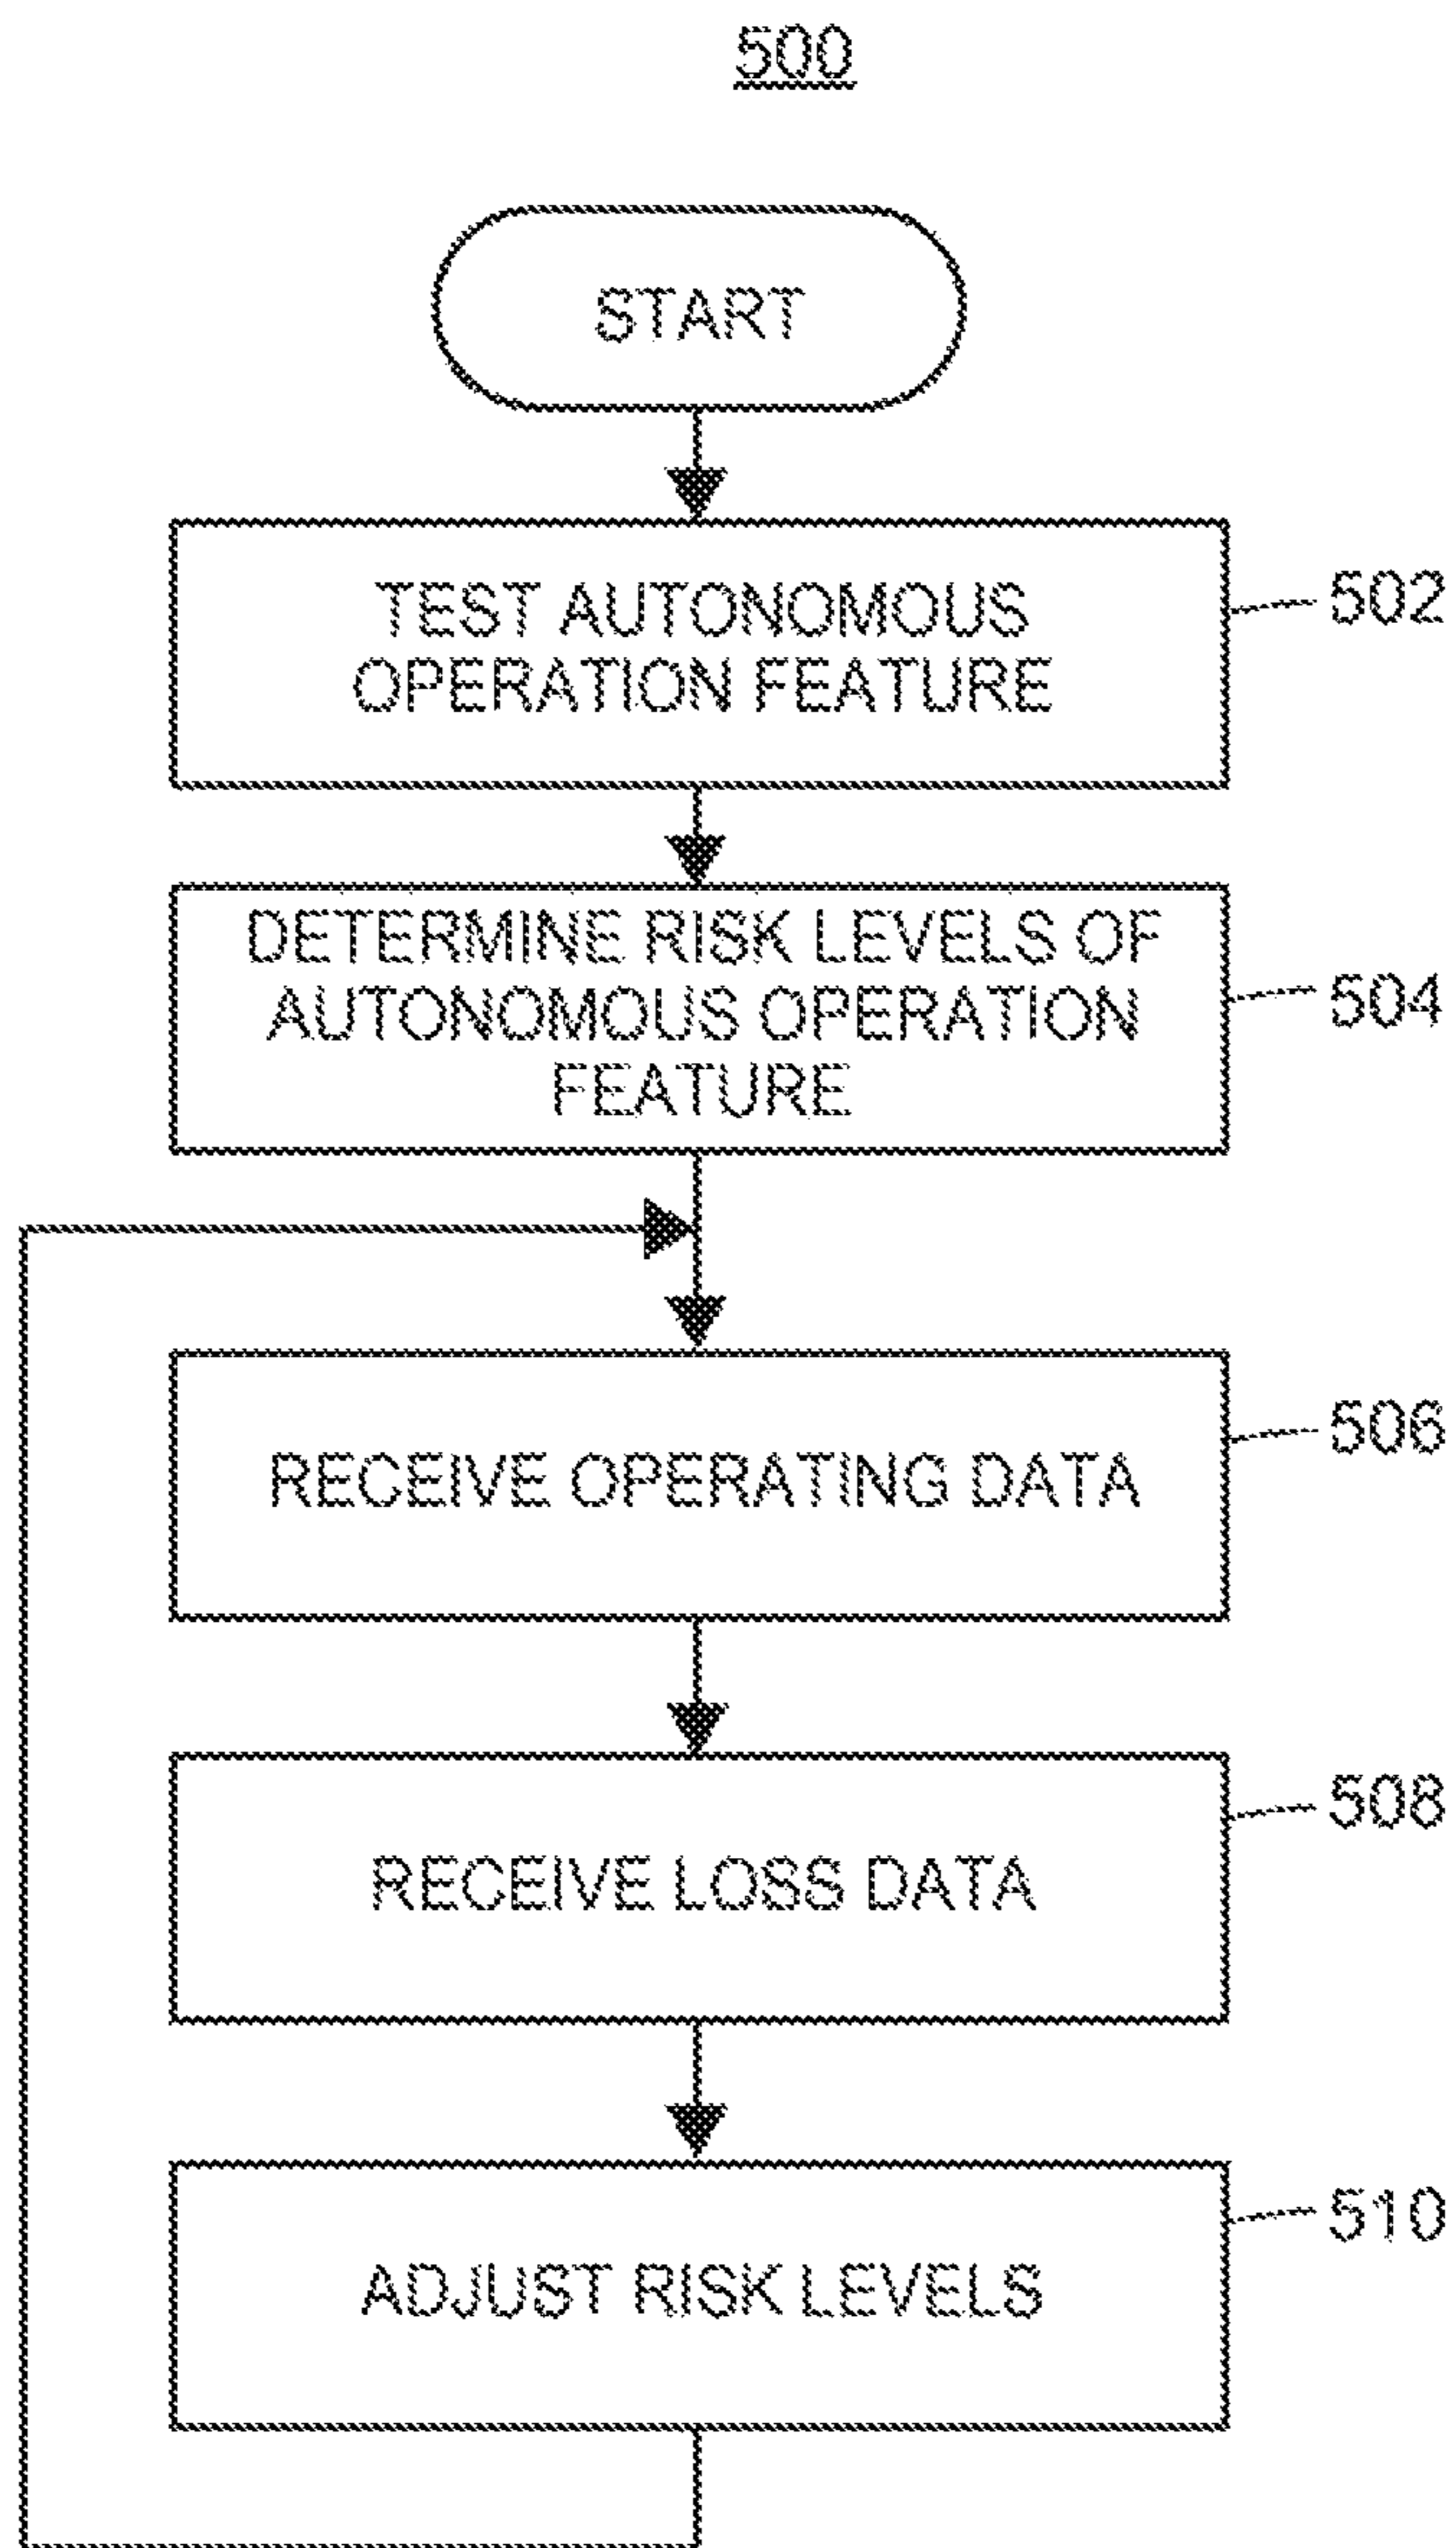 500
START
TEST AUTONOMOUS
OPERATION FEATURE
502
DETERMINE RISK LEVELS OF
AUTONOMOUS OPERATION
FEATURE
504
RECEIVE OPERATING DATA
506
RECEIVE LOSS DATA
508
ADJUST RISK LEVELS
510